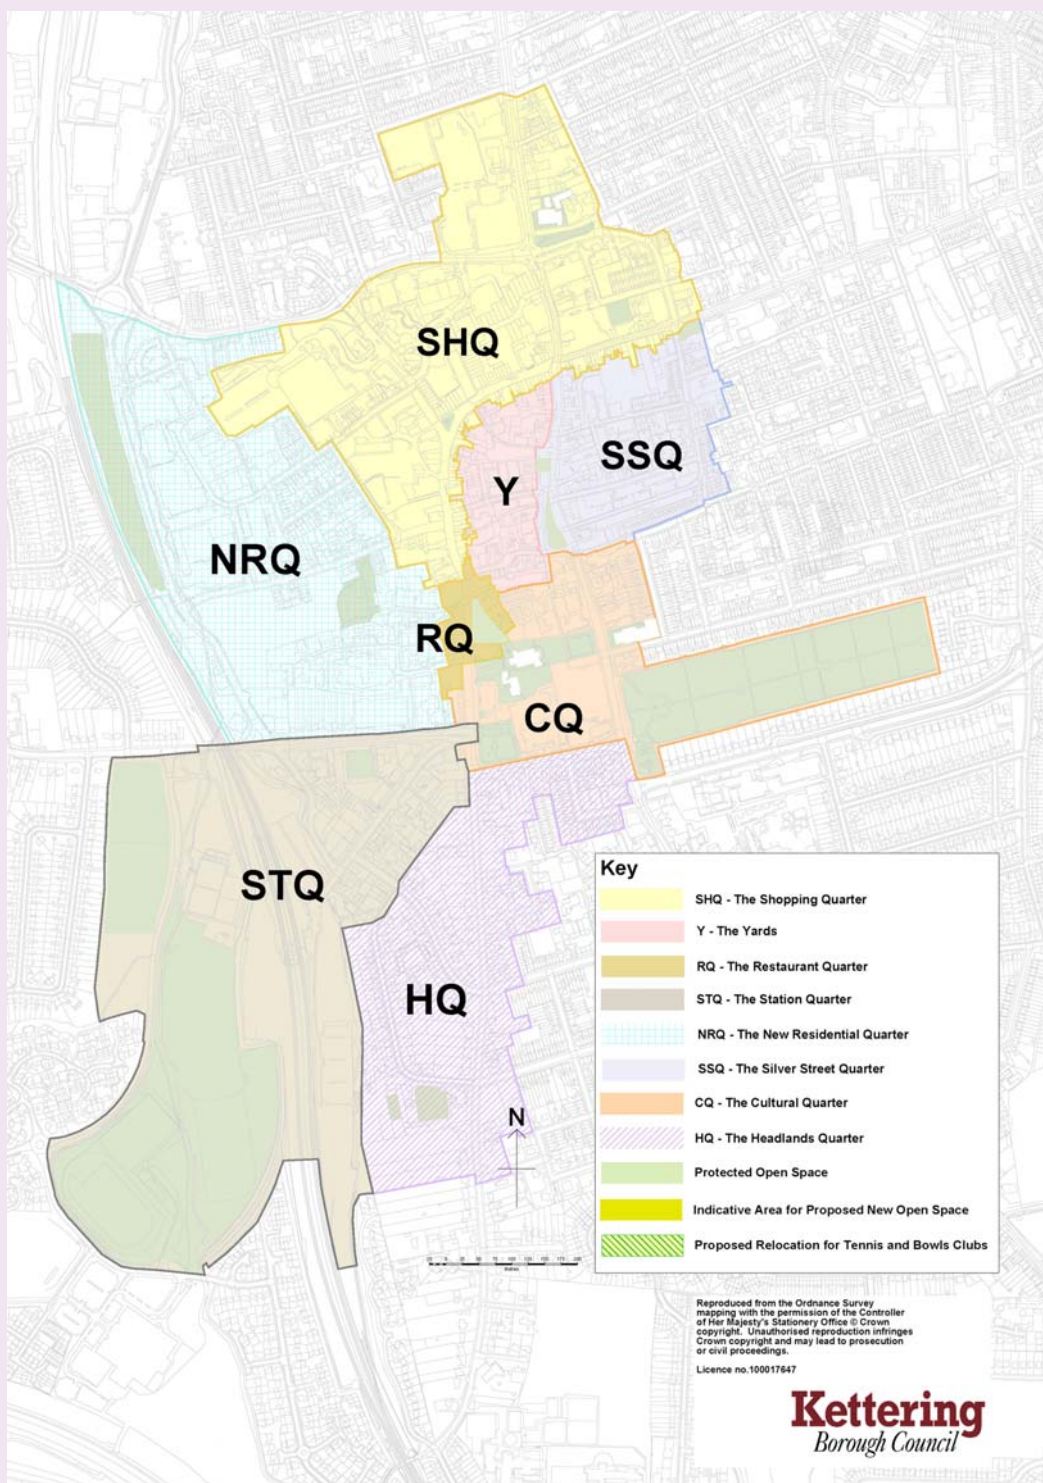 SHQ
SSQ
Y
NRQ
RQ
CQ
STQ
HQ
N
Key
SHQ - The Shopping Quarter
Y - The Yards
RQ - The Restaurant Quarter
STQ - The Station Quarter
NRQ - The New Residential Quarter
SSQ - The Silver Street Quarter
CQ - The Cultural Quarter
HQ - The Headlands Quarter
Protected Open Space
Indicative Area for Proposed New Open Space
Proposed Relocation for Tennis and Bowls Clubs
Reproduced from the Ordnance Survey
mapping with the permission of the Controller
of Her Majesty's Stationery Office © Crown
copyright. Unauthorised reproduction infringes
Crown copyright and may lead to prosecution
or civil proceedings.
Licence no.100017647
Kettering
Borough Council